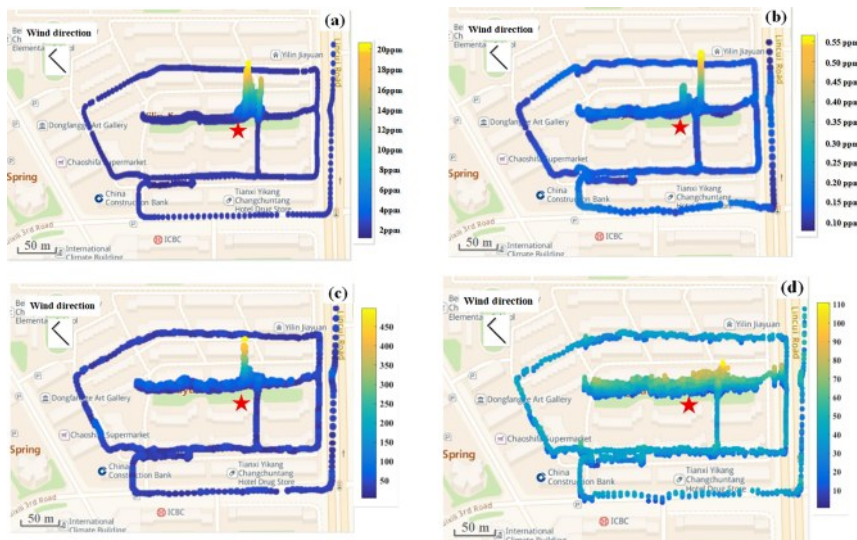 Wind direction
(a)
Yilin Jiayuan
Lincui Road
Elemental
Dongfangge Art Gallery
Chaoshifa Supermarket
Spring
China
Construction Bank
Tianxi Yikang
Changchuntang
Hotel Drug Store
ICBC
50 m
International
Climate Building
20ppm
18ppm
16ppm
14ppm
12ppm
10ppm
8ppm
6ppm
4ppm
2ppm
Wind direction
(b)
Yilin Jiayuan
Lincui Road
Dongfangge Art Gallery
Chaoshifa Supermarket
Spring
China
Construction Bank
Tianxi Yikang
Changchuntang
ICBC
50 m
International
Climate Building
0.55 ppm
0.50 ppm
0.45 ppm
0.40 ppm
0.35 ppm
0.30 ppm
0.25 ppm
0.20 ppm
0.15 ppm
0.10 ppm
Wind direction
(c)
Yilin Jiayuan
Lincui Road
Dongfangge Art Gallery
Chaoshifa Supermarket
Spring
China
Construction Bank
Tianxi Yikang
Changchuntang
Hotel Drug Store
ICBC
50 m
International
Climate Building
450
400
350
300
250
200
150
100
50
Wind direction
(d)
Yilin Jiayuan
Lincui Road
Dongfangge Art Gallery
Chaoshifa Supermarket
Spring
China
Construction Bank
Tianxi Yikang
Changchuntang
Hotel Drug Store
ICBC
50 m
International
Climate Building
110
100
90
80
70
60
50
40
30
20
10